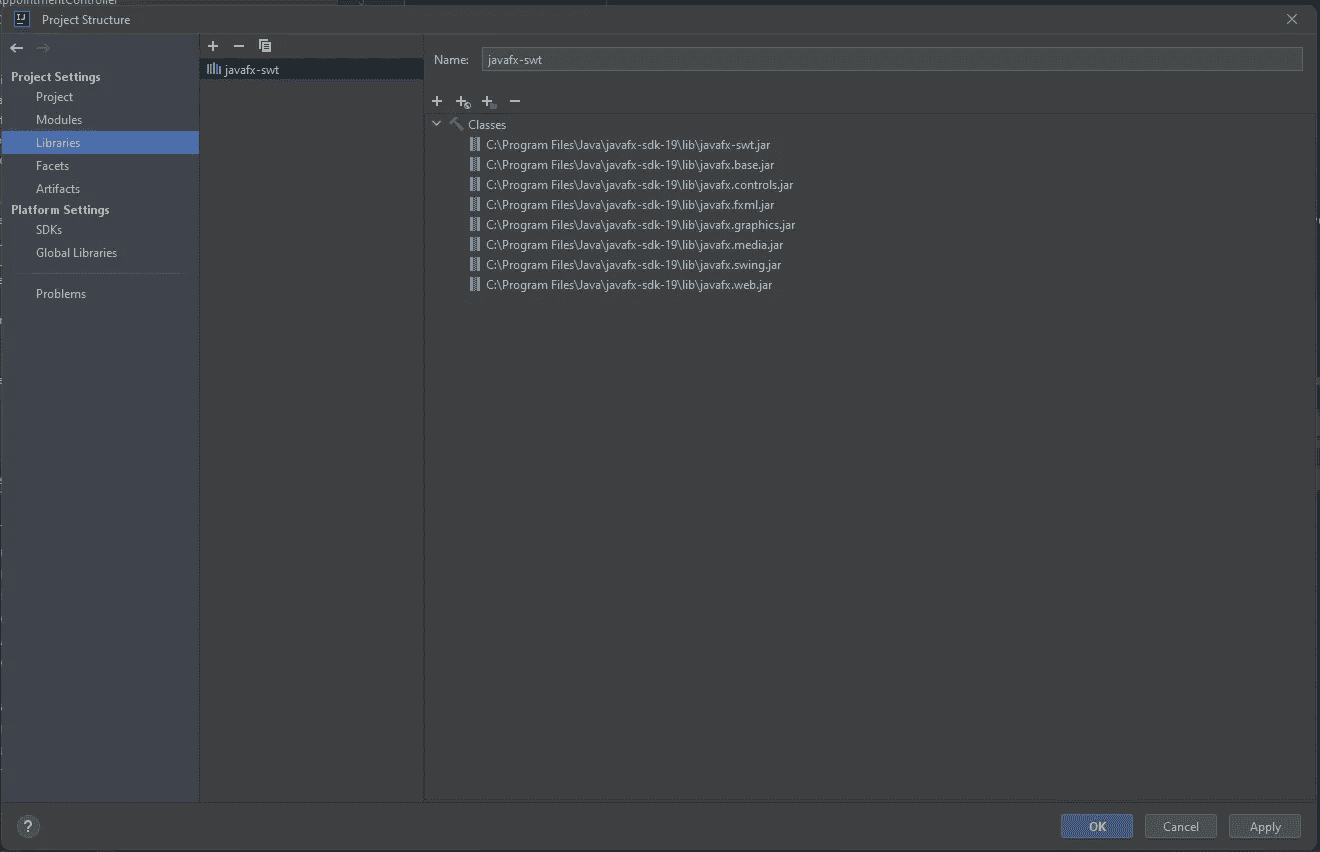 ppointmentController
IJ Project Structure
Project Settings
Project
Modules
Libraries
Facets
Artifacts
Platform Settings
SDKs
Global Libraries
Problems
javafx-swt
Name: javafx-swt
Classes
C:\Program Files\Java\javafx-sdk-19\lib\javafx-swt.jar
C:\Program Files\Java\javafx-sdk-19\lib\javafx.base.jar
C:\Program Files\Java\javafx-sdk-19\lib\javafx.controls.jar
C:\Program Files\Java\javafx-sdk-19\lib\javafx.fxml.jar
C:\Program Files\Java\javafx-sdk-19\lib\javafx.graphics.jar
C:\Program Files\Java\javafx-sdk-19\lib\javafx.media.jar
C:\Program Files\Java\javafx-sdk-19\lib\javafx.swing.jar
C:\Program Files\Java\javafx-sdk-19\lib\javafx.web.jar
? OK Cancel Apply